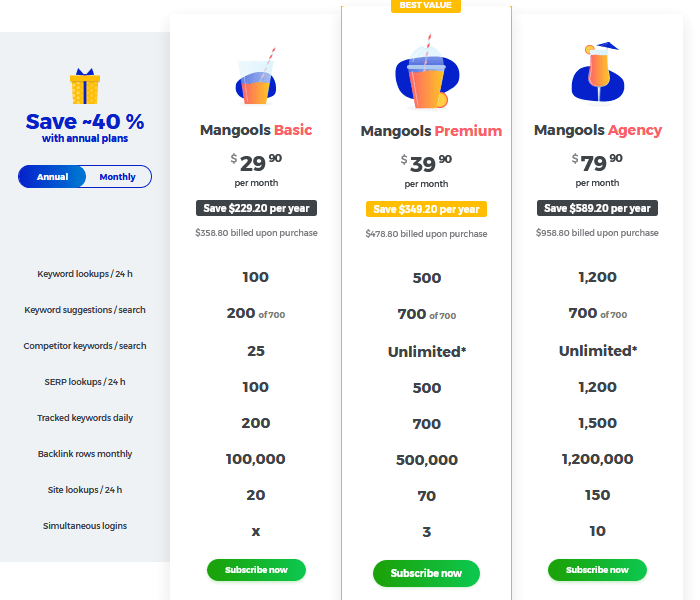 BEST VALUE
Save ~40 %
with annual plans
Annual Monthly
Mangools Basic
$ 29 90
per month
Save $229.20 per year
$358.80 billed upon purchase
Mangools Premium
$ 39 90
per month
Save $349.20 per year
$478.80 billed upon purchase
Mangools Agency
$ 79 90
per month
Save $589.20 per year
$958.80 billed upon purchase
Keyword lookups / 24 h 100 500 1,200
Keyword suggestions / search 200 of 700 700 of 700 700 of 700
Competitor keywords / search 25 Unlimited* Unlimited*
SERP lookups / 24 h 100 500 1,200
Tracked keywords daily 200 700 1,500
Backlink rows monthly 100,000 500,000 1,200,000
Site lookups / 24 h 20 70 150
Simultaneous logins x 3 10
Subscribe now Subscribe now Subscribe now